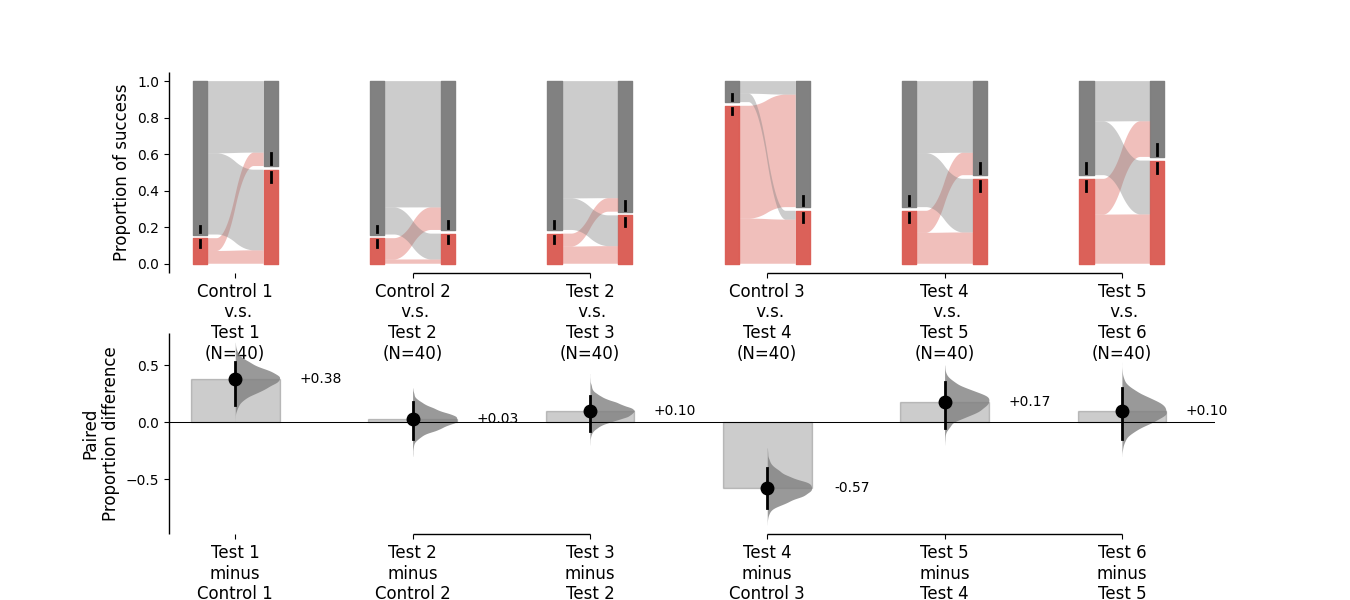 Proportion of success
1.0
0.8
0.6
0.4
0.2
0.0
Control 1
v.s.
Test 1
(N=40)
Control 2
v.s.
Test 2
(N=40)
Test 2
v.s.
Test 3
(N=40)
Control 3
v.s.
Test 4
(N=40)
Test 4
v.s.
Test 5
(N=40)
Test 5
v.s.
Test 6
(N=40)
Paired
Proportion difference
0.5
0.0
−0.5
+0.38
+0.03
+0.10
-0.57
+0.17
+0.10
Test 1
minus
Control 1
Test 2
minus
Control 2
Test 3
minus
Test 2
Test 4
minus
Control 3
Test 5
minus
Test 4
Test 6
minus
Test 5